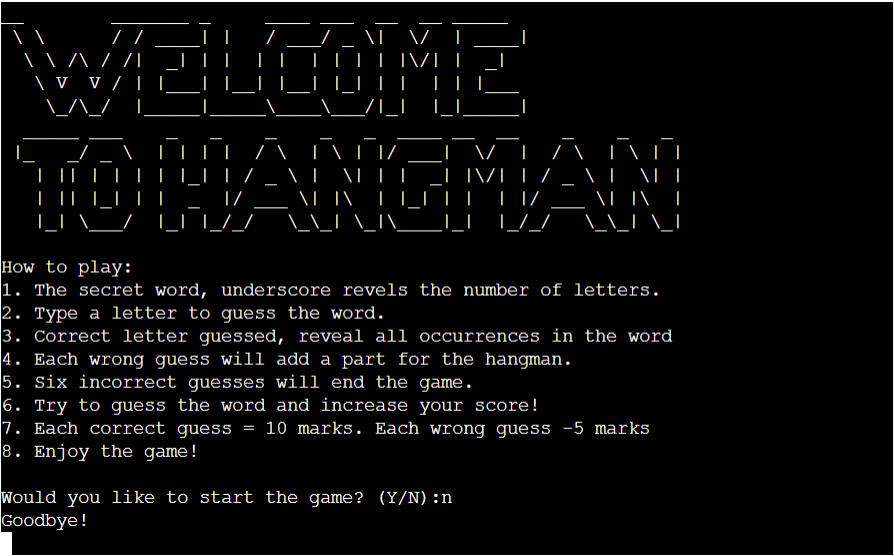 WELCOME
TO HANGMAN
How to play:
1. The secret word, underscore revels the number of letters.
2. Type a letter to guess the word.
3. Correct letter guessed, reveal all occurrences in the word
4. Each wrong guess will add a part for the hangman.
5. Six incorrect guesses will end the game.
6. Try to guess the word and increase your score!
7. Each correct guess = 10 marks. Each wrong guess -5 marks
8. Enjoy the game!
Would you like to start the game? (Y/N):n
Goodbye!